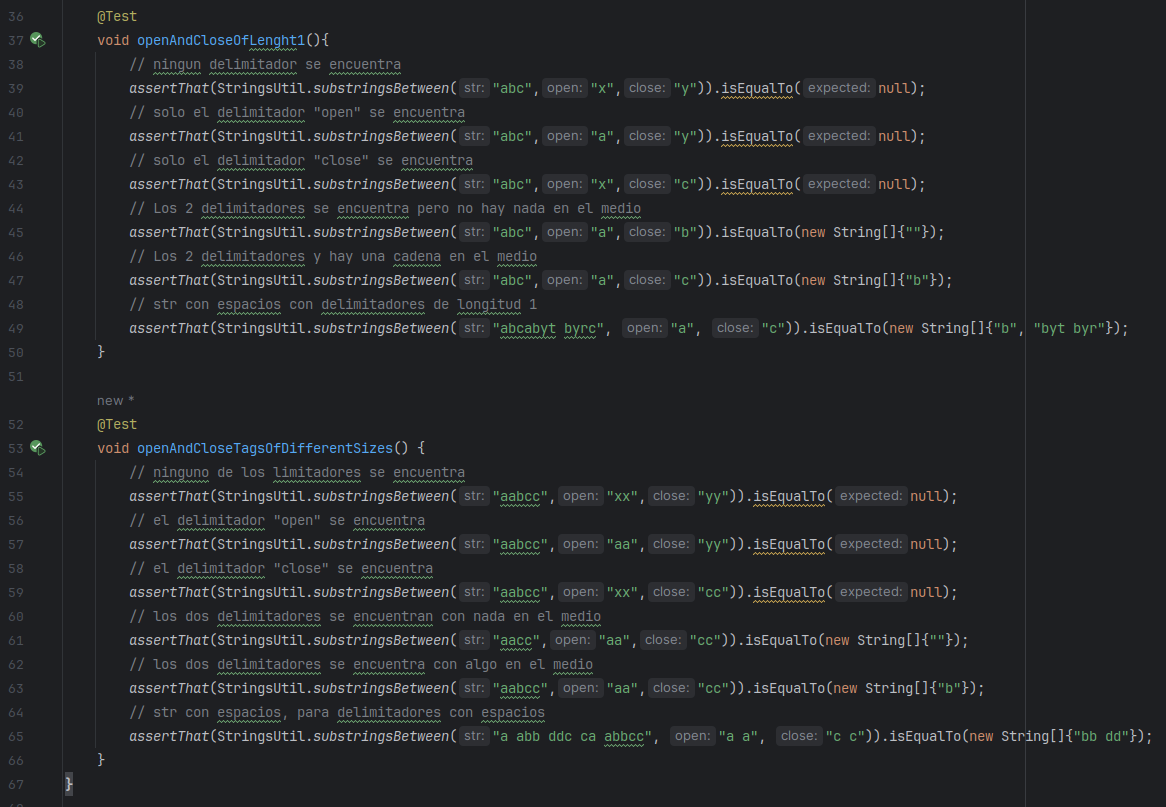 36 @Test
37 void openAndCloseOfLenght1(){
38 // ningun delimitador se encuentra
39 assertThat(StringsUtil.substringsBetween( str: "abc", open: "x", close: "y")).isEqualTo( expected: null);
40 // solo el delimitador "open" se encuentra
41 assertThat(StringsUtil.substringsBetween( str: "abc", open: "a", close: "y")).isEqualTo( expected: null);
42 // solo el delimitador "close" se encuentra
43 assertThat(StringsUtil.substringsBetween( str: "abc", open: "x", close: "c")).isEqualTo( expected: null);
44 // Los 2 delimitadores se encuentra pero no hay nada en el medio
45 assertThat(StringsUtil.substringsBetween( str: "abc", open: "a", close: "b")).isEqualTo(new String[]{""});
46 // Los 2 delimitadores y hay una cadena en el medio
47 assertThat(StringsUtil.substringsBetween( str: "abc", open: "a", close: "c")).isEqualTo(new String[]{"b"});
48 // str con espacios con delimitadores de longitud 1
49 assertThat(StringsUtil.substringsBetween( str: "abcabyt byrc", open: "a", close: "c")).isEqualTo(new String[]{"b", "byt byr"});
50 }
51
new *
52 @Test
53 void openAndCloseTagsOfDifferentSizes() {
54 // ninguno de los limitadores se encuentra
55 assertThat(StringsUtil.substringsBetween( str: "aabcc", open: "xx", close: "yy")).isEqualTo( expected: null);
56 // el delimitador "open" se encuentra
57 assertThat(StringsUtil.substringsBetween( str: "aabcc", open: "aa", close: "yy")).isEqualTo( expected: null);
58 // el delimitador "close" se encuentra
59 assertThat(StringsUtil.substringsBetween( str: "aabcc", open: "xx", close: "cc")).isEqualTo( expected: null);
60 // los dos delimitadores se encuentran con nada en el medio
61 assertThat(StringsUtil.substringsBetween( str: "aacc", open: "aa", close: "cc")).isEqualTo(new String[]{""});
62 // los dos delimitadores se encuentra con algo en el medio
63 assertThat(StringsUtil.substringsBetween( str: "aabcc", open: "aa", close: "cc")).isEqualTo(new String[]{"b"});
64 // str con espacios, para delimitadores con espacios
65 assertThat(StringsUtil.substringsBetween( str: "a abb ddc ca abbcc", open: "a a", close: "c c")).isEqualTo(new String[]{"bb dd"});
66 }
67 }